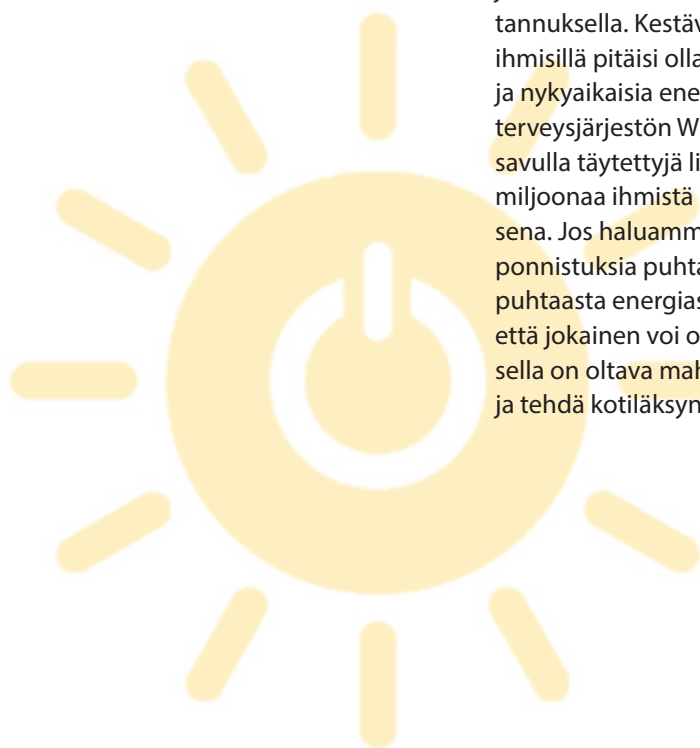 tannuksella. Kestäv
ihmisillä pitäisi olla
ja nykyaikaisia ene
terveysjärjestön W
savulla täytettyjä li
miljoonaa ihmistä
sena. Jos haluamm
ponnistuksia puhta
puhtaasta energias
että jokainen voi o
sella on oltava mah
ja tehdä kotiläksyn